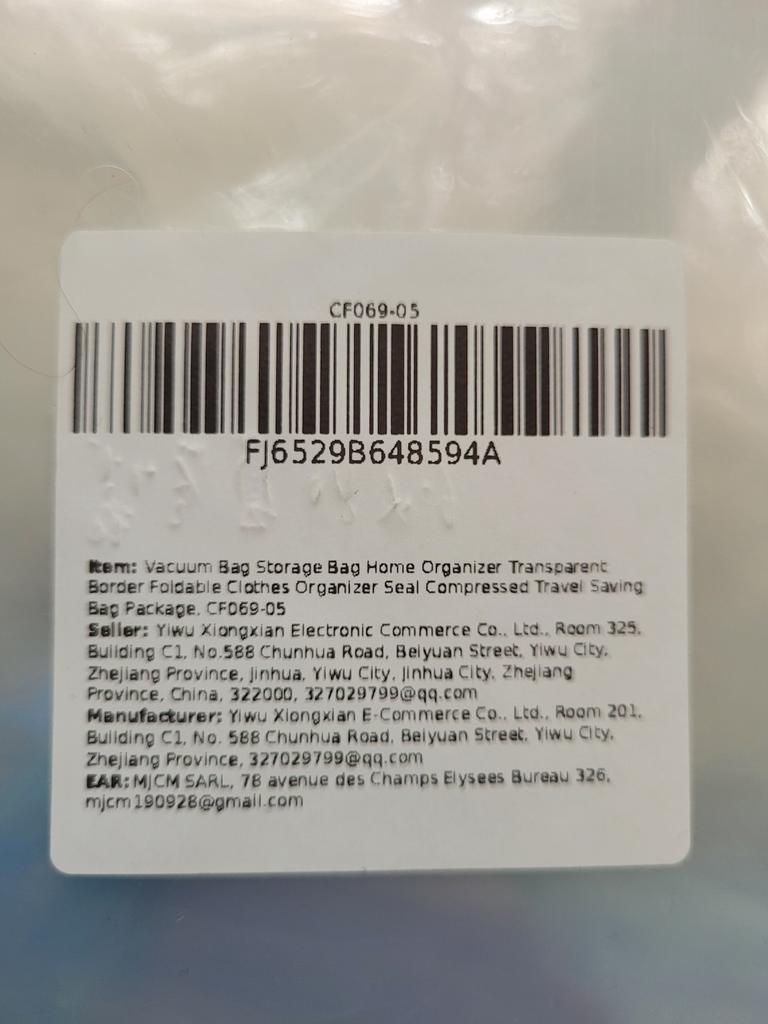 CF069-05
FJ6529B648594A
Item: Vacuum Bag Storage Bag Home Organizer Transparent
Border Foldable Clothes Organizer Seal Compressed Travel Saving
Bag Package, CF069-05
Seller: Yiwu Xiongxian Electronic Commerce Co., Ltd., Room 325,
Building C1, No.588 Chunhua Road, Beiyuan Street, Yiwu City,
Zhejiang Province, Jinhua, Yiwu City, Jinhua City, Zhejiang
Province, China, 322000, 327029799@qq.com
Manufacturer: Yiwu Xiongxian E-Commerce Co., Ltd., Room 201,
Building C1, No. 588 Chunhua Road, Beiyuan Street, Yiwu City,
Zhejiang Province, 327029799@qq.com
EAR: MJCM SARL, 78 avenue des Champs Elysees Bureau 326,
mjcm190928@gmail.com